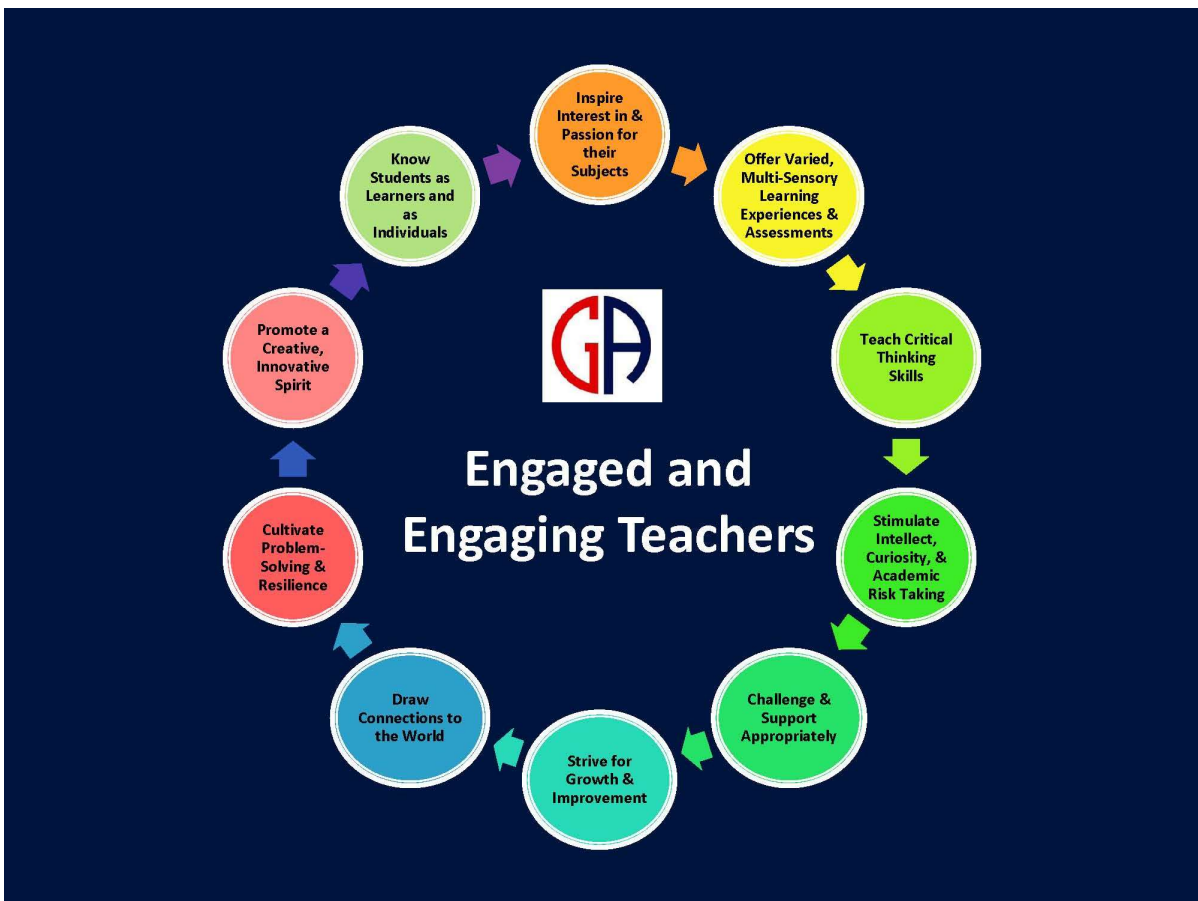 Inspire
Interest in &
Passion for
their
Subjects
Offer Varied,
Multi-Sensory
Learning
Experiences &
Assessments
Teach Critical
Thinking
Skills
Stimulate
Intellect,
Curiosity, &
Academic
Risk Taking
Challenge &
Support
Appropriately
Strive for
Growth &
Improvement
Draw
Connections to
the World
Cultivate
Problem-
Solving &
Resilience
Promote a
Creative,
Innovative
Spirit
Know
Students as
Learners and
as
Individuals
GA
Engaged and
Engaging Teachers